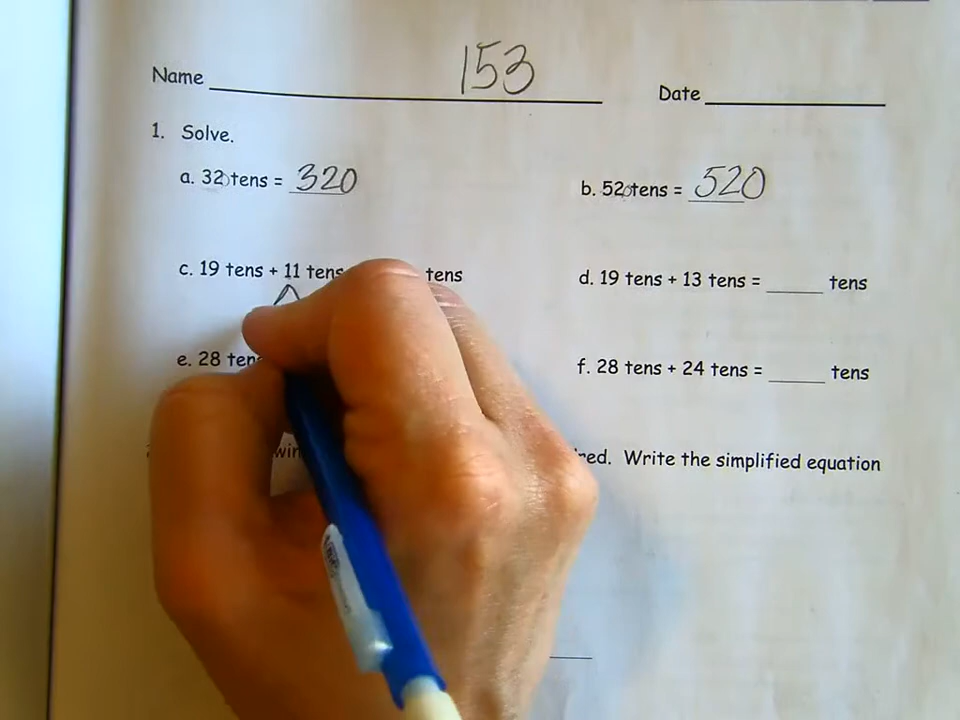 Name 153 Date
1. Solve.
a. 32 tens = 320 b. 52 tens = 520
c. 19 tens + 11 tens tens d. 19 tens + 13 tens = ______ tens
e. 28 f. 28 tens + 24 tens = ______ tens
Write the simplified equation